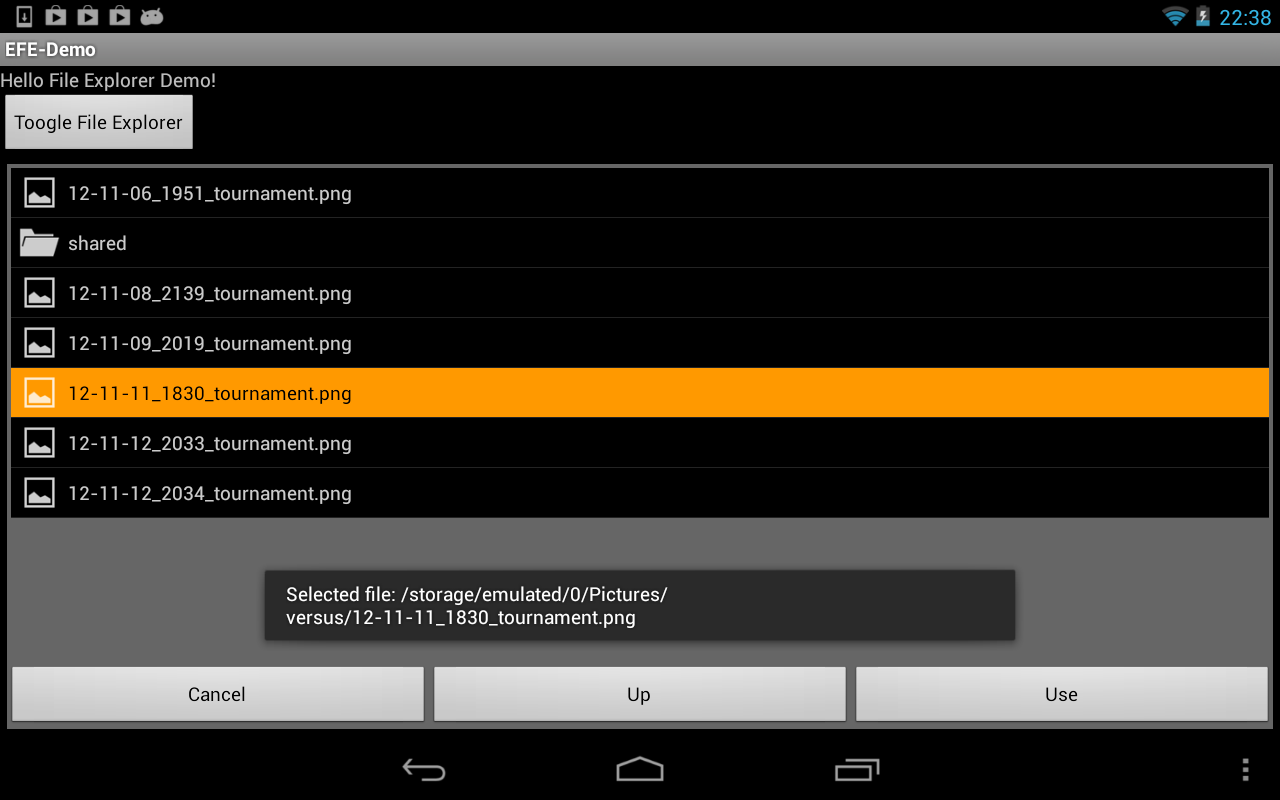 22:38
EFE-Demo
Hello File Explorer Demo!
Toogle File Explorer
12-11-06_1951_tournament.png
shared
12-11-08_2139_tournament.png
12-11-09_2019_tournament.png
12-11-11_1830_tournament.png
12-11-12_2033_tournament.png
12-11-12_2034_tournament.png
Selected file: /storage/emulated/0/Pictures/
versus/12-11-11_1830_tournament.png
Cancel
Up
Use